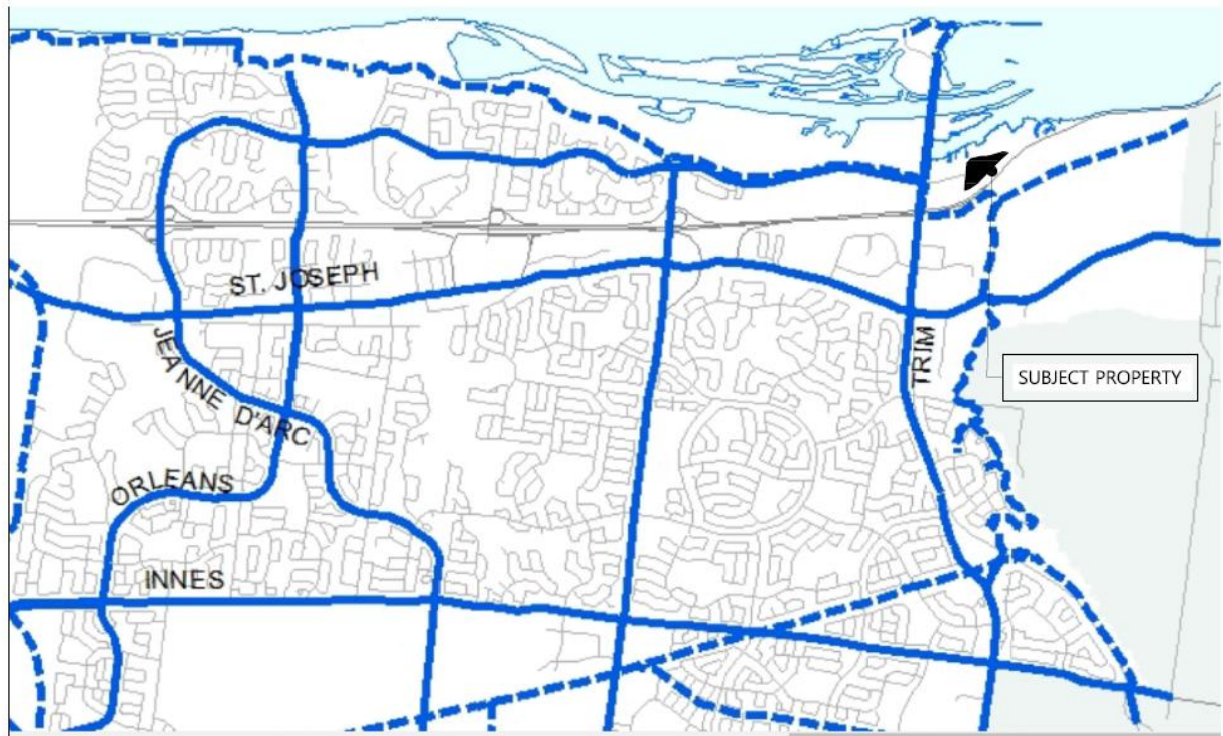 ST. JOSEPH
JEANNE D'ARC
TRIM
SUBJECT PROPERTY
ORLEANS
INNES